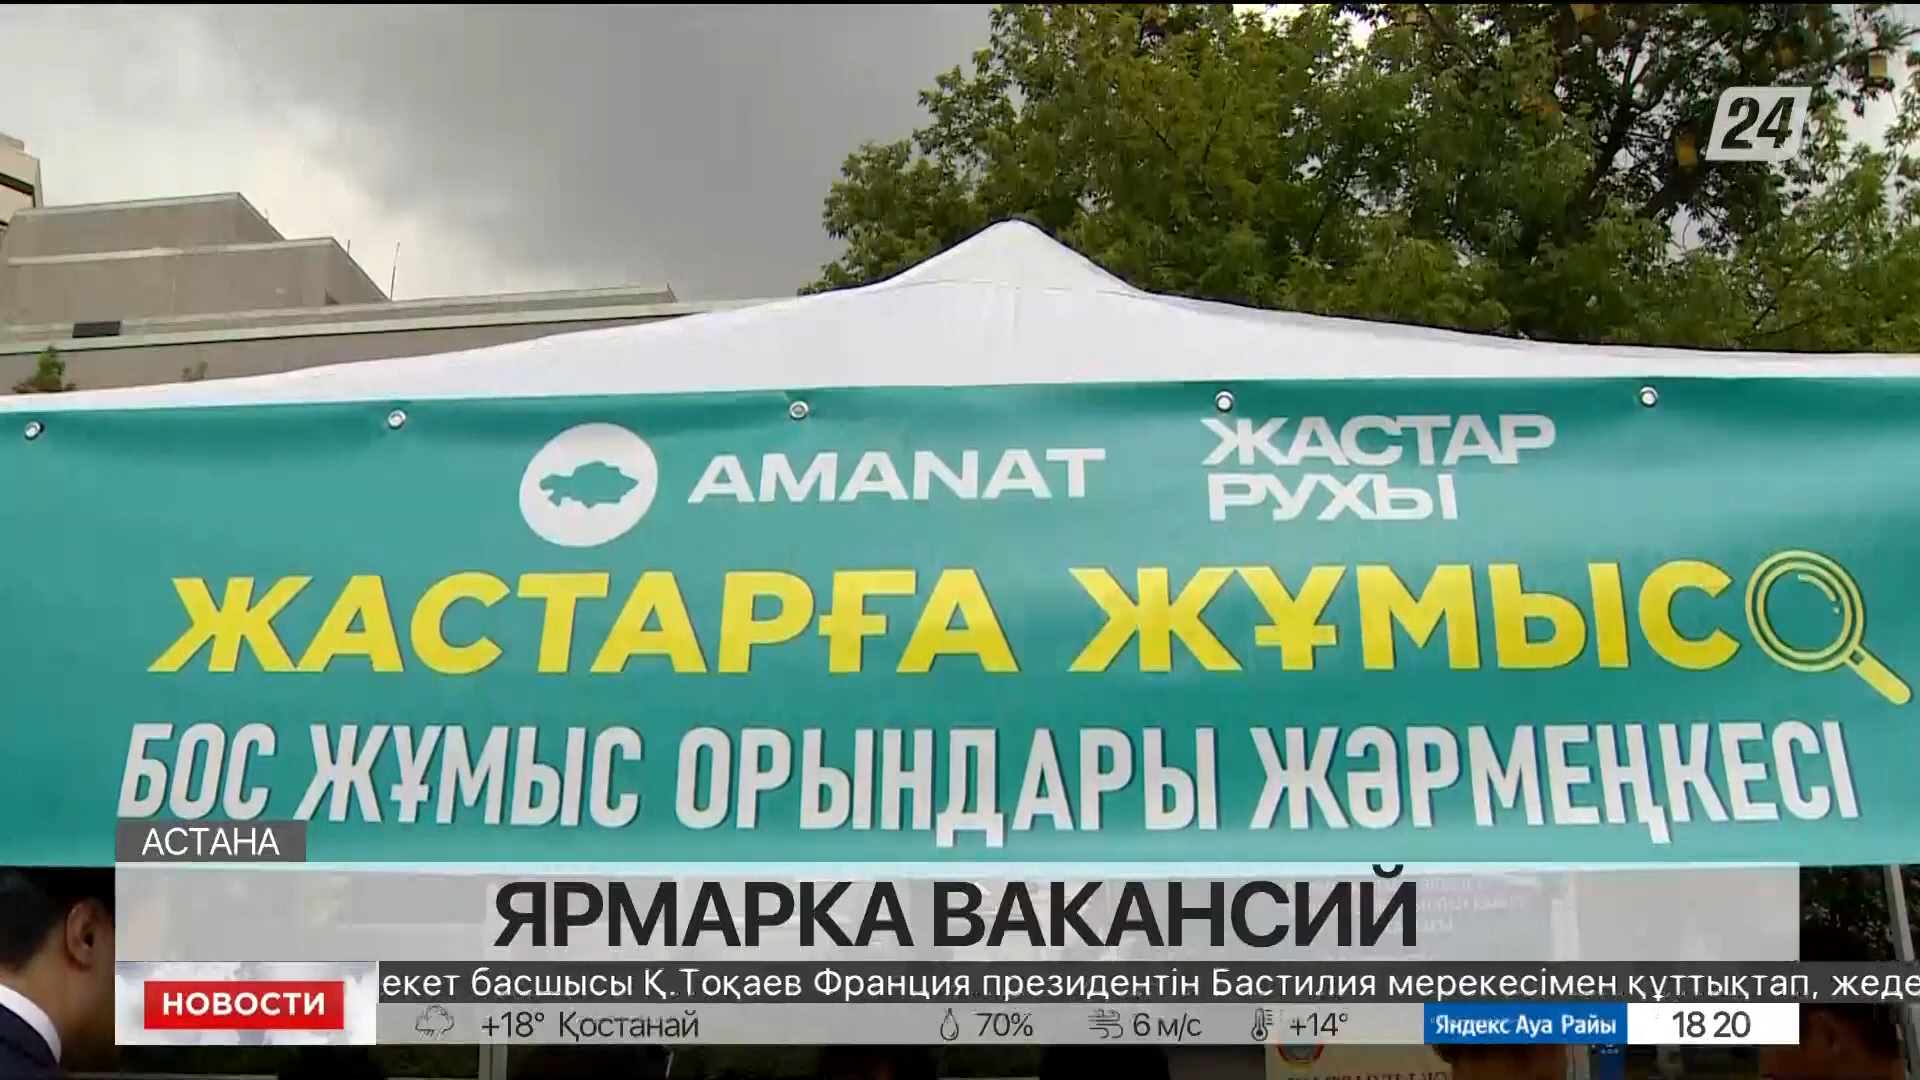 24
AMANAT
ЖАСТАР
РУХЫ
ЖАСТАРҒА ЖҰМЫС
БОС ЖҰМЫС ОРЫНДАРЫ ЖӘРМЕҢКЕСІ
АСТАНА
ЯРМАРКА ВАКАНСИЙ
НОВОСТИ
екет басшысы Қ.Тоқаев Франция президентін Бастилия мерекесімен құттықтап, жеде
+18° Қостанай 70% 6 м/с +14° Яндекс Ауа Райы 18 20